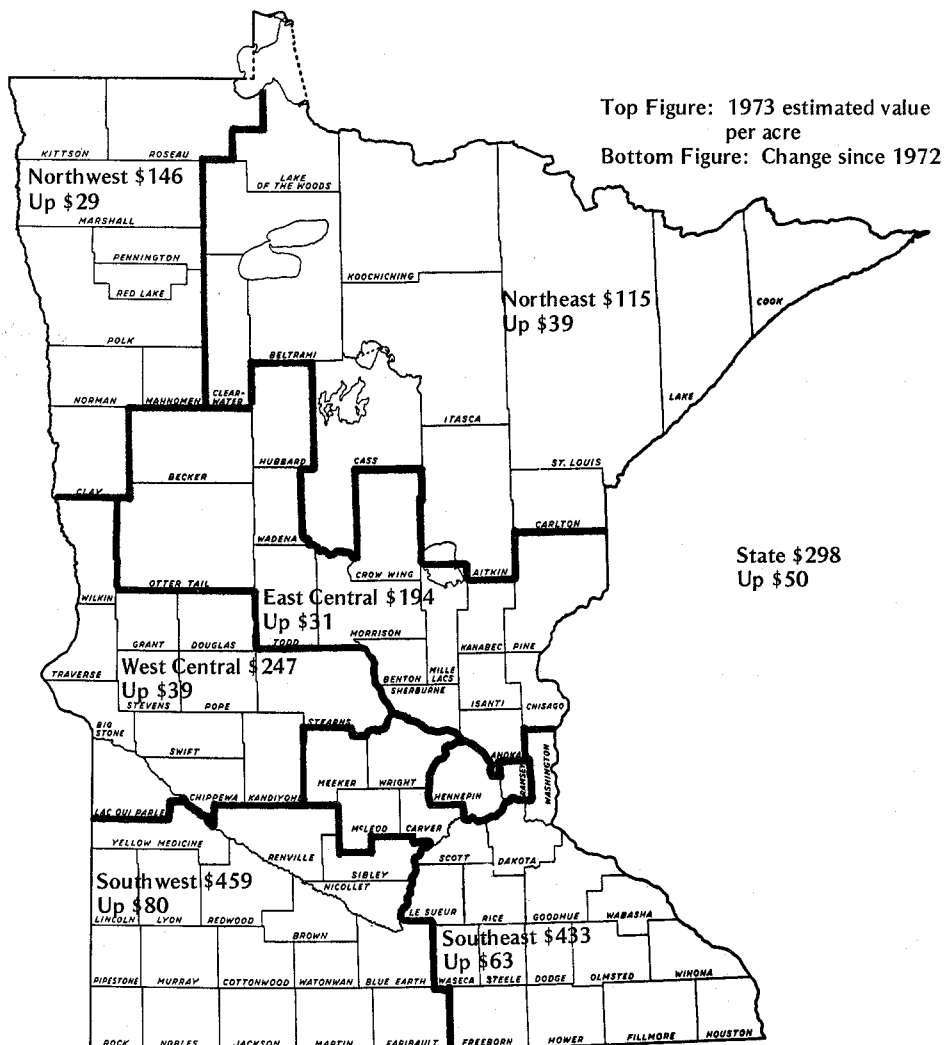 Top Figure: 1973 estimated value
per acre
Bottom Figure: Change since 1972
KITTSON
ROSEAU
LAKE
OF THE WOODS
Northwest $146
Up $29
MARSHALL
PENNINGTON
RED LAKE
KOOCHICHING
Northeast $115
Up $39
COOK
POLK
BELTRAMI
NORMAN
MAHNOMEN
CLEAR-
WATER
LAKE
ITASCA
HUBBARD
CASS
ST. LOUIS
BECKER
CLAY
CARLTON
WADENA
State $298
Up $50
AITKIN
CROW WING
OTTER TAIL
WILKIN
East Central $194
Up $31
TODD
MORRISON
GRANT
DOUGLAS
KANABEC
PINE
West Central $247
Up $39
TRAVERSE
MILLE
LACS
BENTON
SHERBURNE
STEVENS
POPE
ISANTI
CHISAGO
BIG
STONE
STEARNS
SWIFT
ANOKA
WASHINGTON
RAMSEY
MEEKER
WRIGHT
HENNEPIN
CHIPPEWA
KANDIYOHI
LAC QUI PARLE
McLEOD
CARVER
YELLOW MEDICINE
RENVILLE
SCOTT
DAKOTA
SIBLEY
NICOLLET
Southwest $459
Up $80
LINCOLN
LYON
REDWOOD
LE SUEUR
RICE
GOODHUE
WABASHA
BROWN
Southeast $433
Up $63
PIPESTONE
MURRAY
COTTONWOOD
WATONWAN
BLUE EARTH
WASECA
STEELE
DODGE
OLMSTED
WINONA
ROCK
NOBLES
JACKSON
MARTIN
FARIBAULT
FREEBORN
MOWER
FILLMORE
HOUSTON